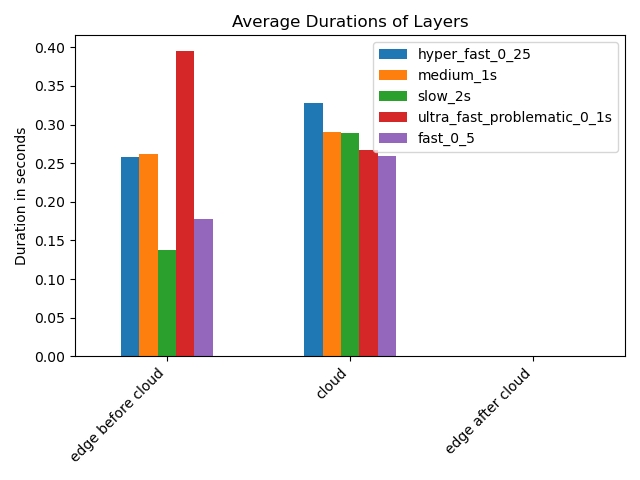 Average Durations of Layers
hyper_fast_0_25
medium_1s
slow_2s
ultra_fast_problematic_0_1s
fast_0_5
Duration in seconds
0.40
0.35
0.30
0.25
0.20
0.15
0.10
0.05
0.00
edge before cloud
cloud
edge after cloud